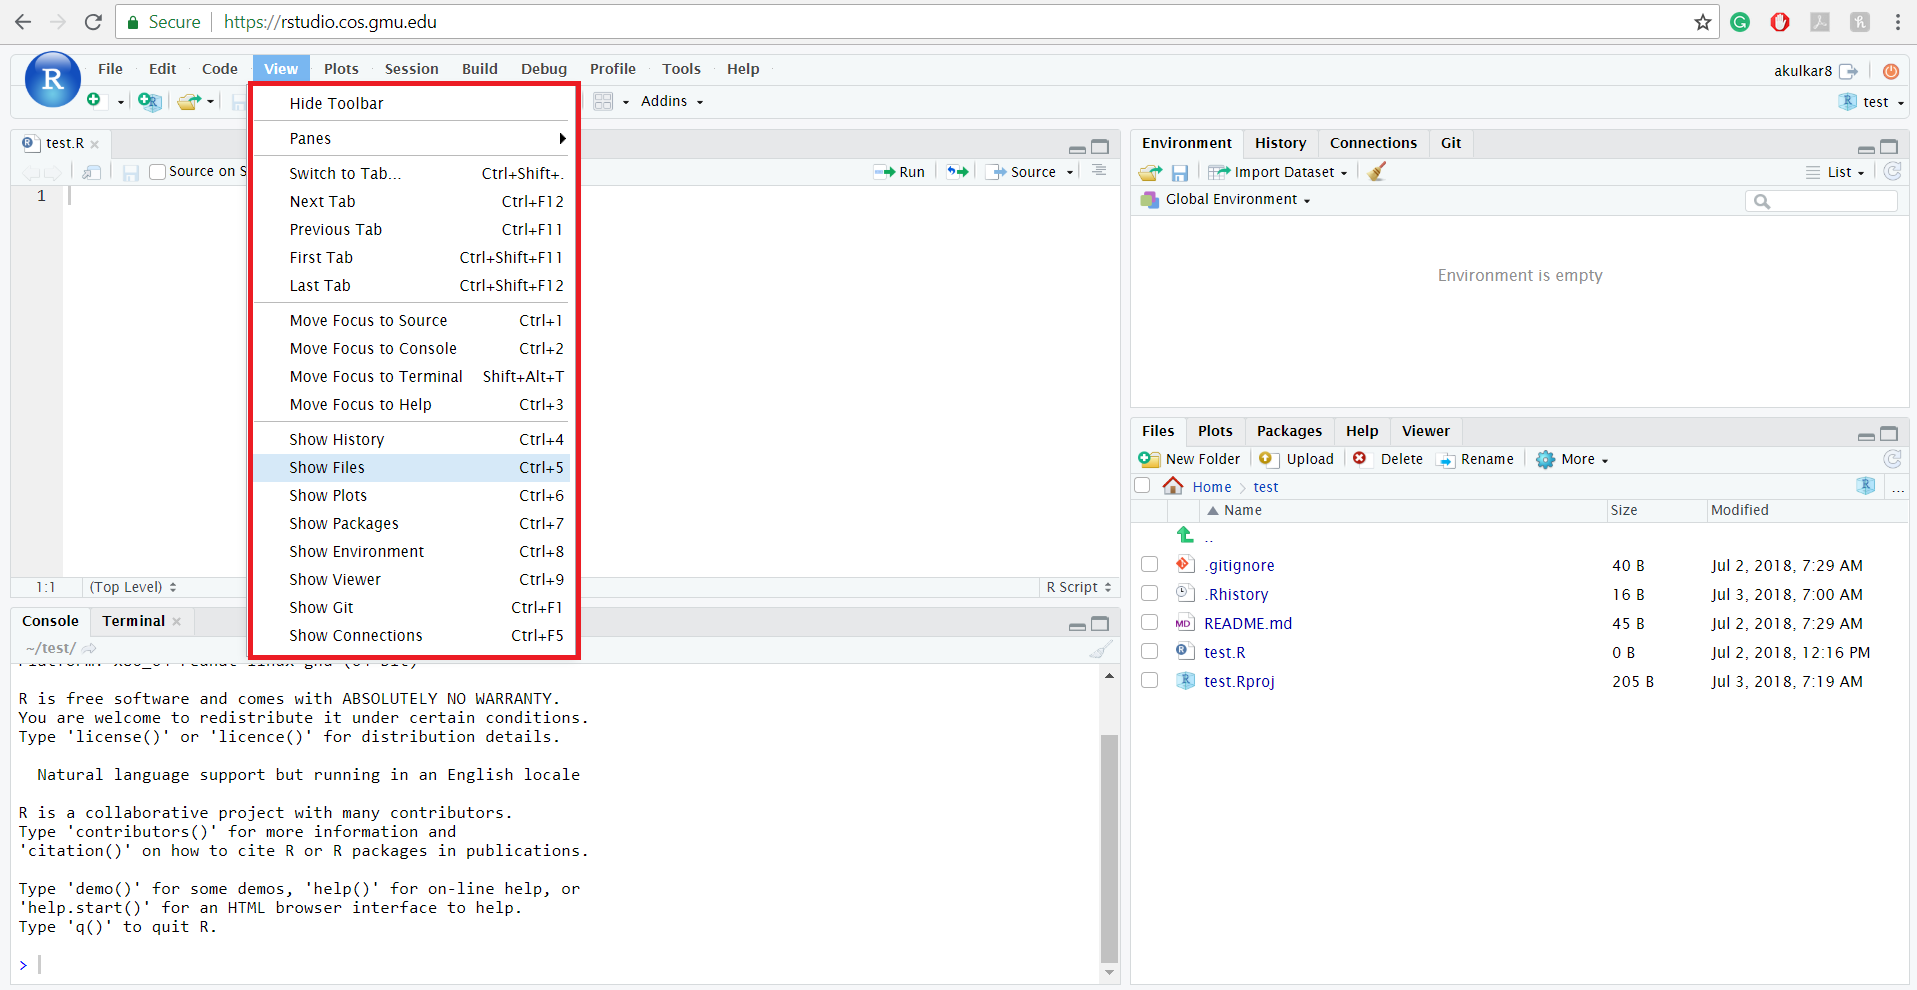 Secure https://rstudio.cos.gmu.edu
R File Edit Code View Plots Session Build Debug Profile Tools Help akulkar8
Addins test
Hide Toolbar
Panes
Switch to Tab... Ctrl+Shift+.
Next Tab Ctrl+F12
Previous Tab Ctrl+F11
First Tab Ctrl+Shift+F11
Last Tab Ctrl+Shift+F12
Move Focus to Source Ctrl+1
Move Focus to Console Ctrl+2
Move Focus to Terminal Shift+Alt+T
Move Focus to Help Ctrl+3
Show History Ctrl+4
Show Files Ctrl+5
Show Plots Ctrl+6
Show Packages Ctrl+7
Show Environment Ctrl+8
Show Viewer Ctrl+9
Show Git Ctrl+F1
Show Connections Ctrl+F5
test.R
Source on S Run Source
1
1:1 (Top Level) R Script
Console Terminal
~/test/
R is free software and comes with ABSOLUTELY NO WARRANTY.
You are welcome to redistribute it under certain conditions.
Type 'license()' or 'licence()' for distribution details.
Natural language support but running in an English locale
R is a collaborative project with many contributors.
Type 'contributors()' for more information and
'citation()' on how to cite R or R packages in publications.
Type 'demo()' for some demos, 'help()' for on-line help, or
'help.start()' for an HTML browser interface to help.
Type 'q()' to quit R.
>
Environment History Connections Git
Import Dataset List
Global Environment
Environment is empty
Files Plots Packages Help Viewer
New Folder Upload Delete Rename More
Home test ...
Name Size Modified
..
.gitignore 40 B Jul 2, 2018, 7:29 AM
.Rhistory 16 B Jul 3, 2018, 7:00 AM
MD README.md 45 B Jul 2, 2018, 7:29 AM
test.R 0 B Jul 2, 2018, 12:16 PM
test.Rproj 205 B Jul 3, 2018, 7:19 AM